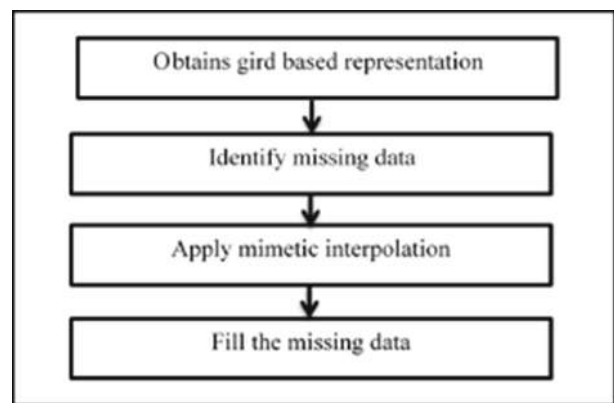 Obtains gird based representation
Identify missing data
Apply mimetic interpolation
Fill the missing data